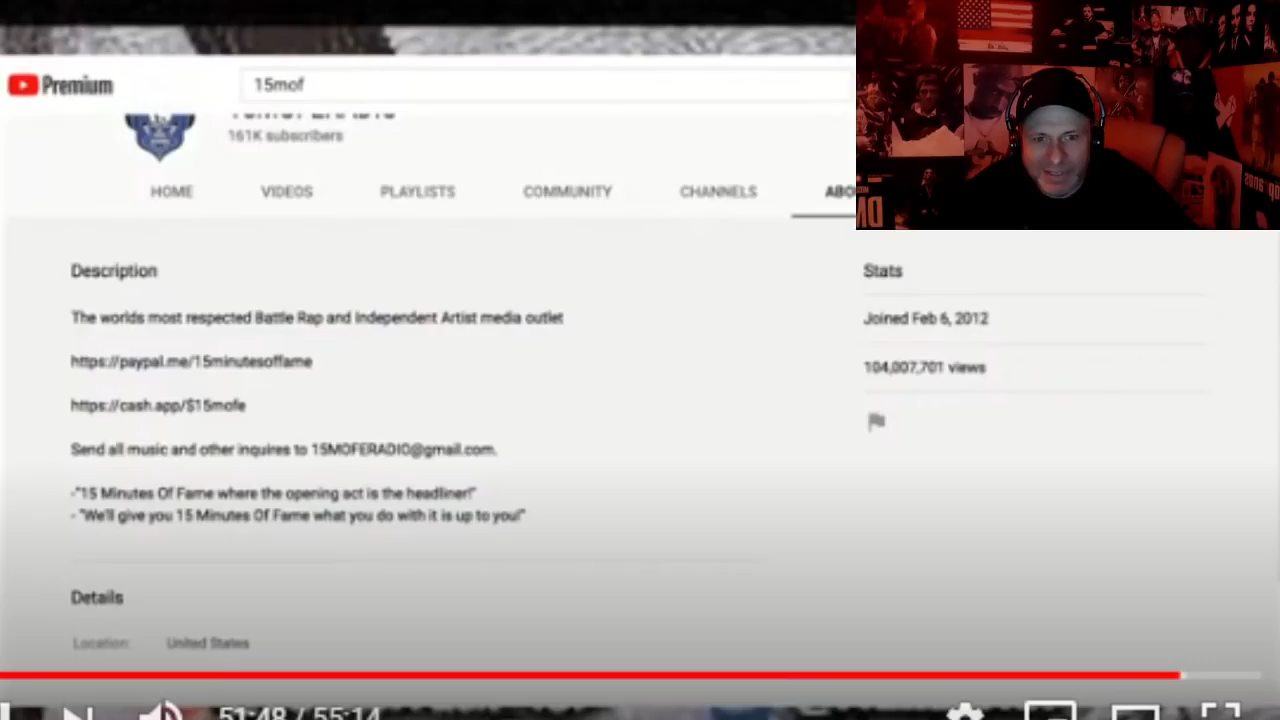 Premium
15mof
161K subscribers
HOME VIDEOS PLAYLISTS COMMUNITY CHANNELS ABO
Description
Stats
The worlds most respected Battle Rap and Independent Artist media outlet
Joined Feb 6, 2012
https://paypal.me/15minutesoffame
104,007,701 views
https://cash.app/$15mofe
Send all music and other inquires to 15MOFERADIO@gmail.com.
-"15 Minutes Of Fame where the opening act is the headliner!"
- "We'll give you 15 Minutes Of Fame what you do with it is up to you!"
Details
Location: United States
51:48 / 55:14